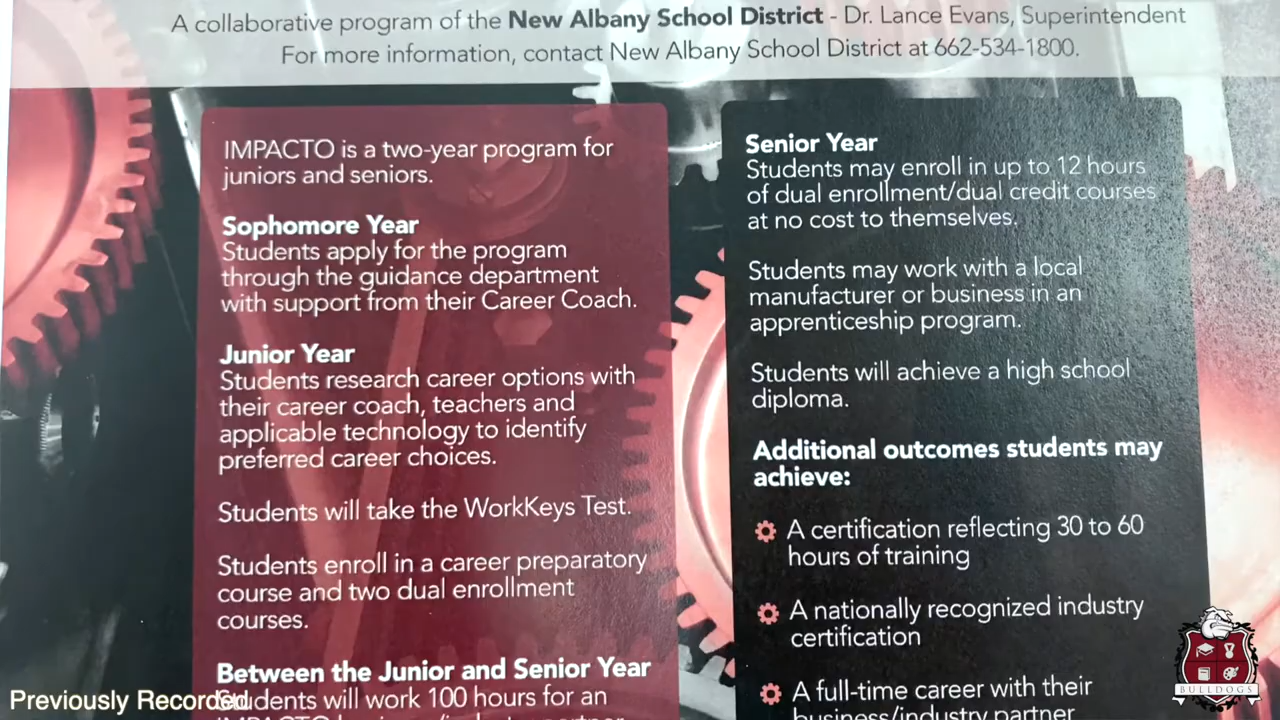 A collaborative program of the New Albany School District - Dr. Lance Evans, Superintendent
For more information, contact New Albany School District at 662-534-1800.
IMPACTO is a two-year program for
juniors and seniors.
Sophomore Year
Students apply for the program
through the guidance department
with support from their Career Coach.
Junior Year
Students research career options with
their career coach, teachers and
applicable technology to identify
preferred career choices.
Students will take the WorkKeys Test.
Students enroll in a career preparatory
course and two dual enrollment
courses.
Between the Junior and Senior Year
Students will work 100 hours for an
IMPACTO business/industry partner
Senior Year
Students may enroll in up to 12 hours
of dual enrollment/dual credit courses
at no cost to themselves.
Students may work with a local
manufacturer or business in an
apprenticeship program.
Students will achieve a high school
diploma.
Additional outcomes students may
achieve:
A certification reflecting 30 to 60
hours of training
A nationally recognized industry
certification
A full-time career with their
business/industry partner
Previously Recorded
BULLDOGS